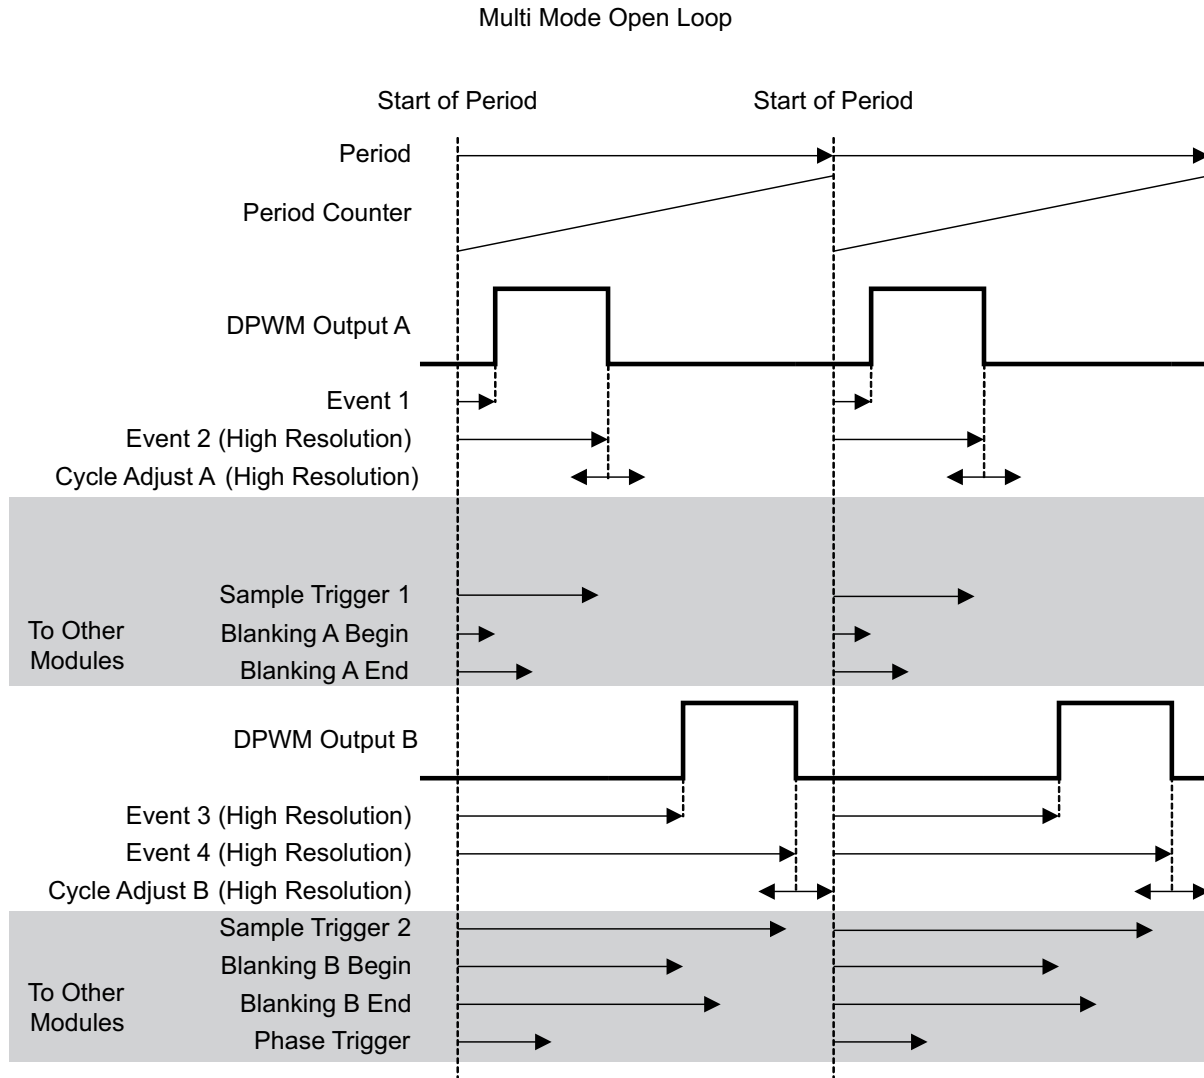 Multi Mode Open Loop
Start of Period
Start of Period
Period
Period Counter
DPWM Output A
Event 1
Event 2 (High Resolution)
Cycle Adjust A (High Resolution)
Sample Trigger 1
To Other
Modules
Blanking A Begin
Blanking A End
DPWM Output B
Event 3 (High Resolution)
Event 4 (High Resolution)
Cycle Adjust B (High Resolution)
Sample Trigger 2
Blanking B Begin
To Other
Modules
Blanking B End
Phase Trigger